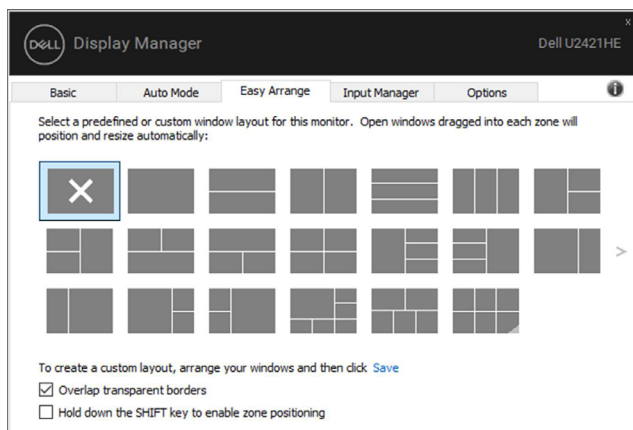 x
DELL Display Manager Dell U2421HE
Basic Auto Mode Easy Arrange Input Manager Options i
Select a predefined or custom window layout for this monitor. Open windows dragged into each zone will
position and resize automatically:
>
To create a custom layout, arrange your windows and then click Save
Overlap transparent borders
Hold down the SHIFT key to enable zone positioning